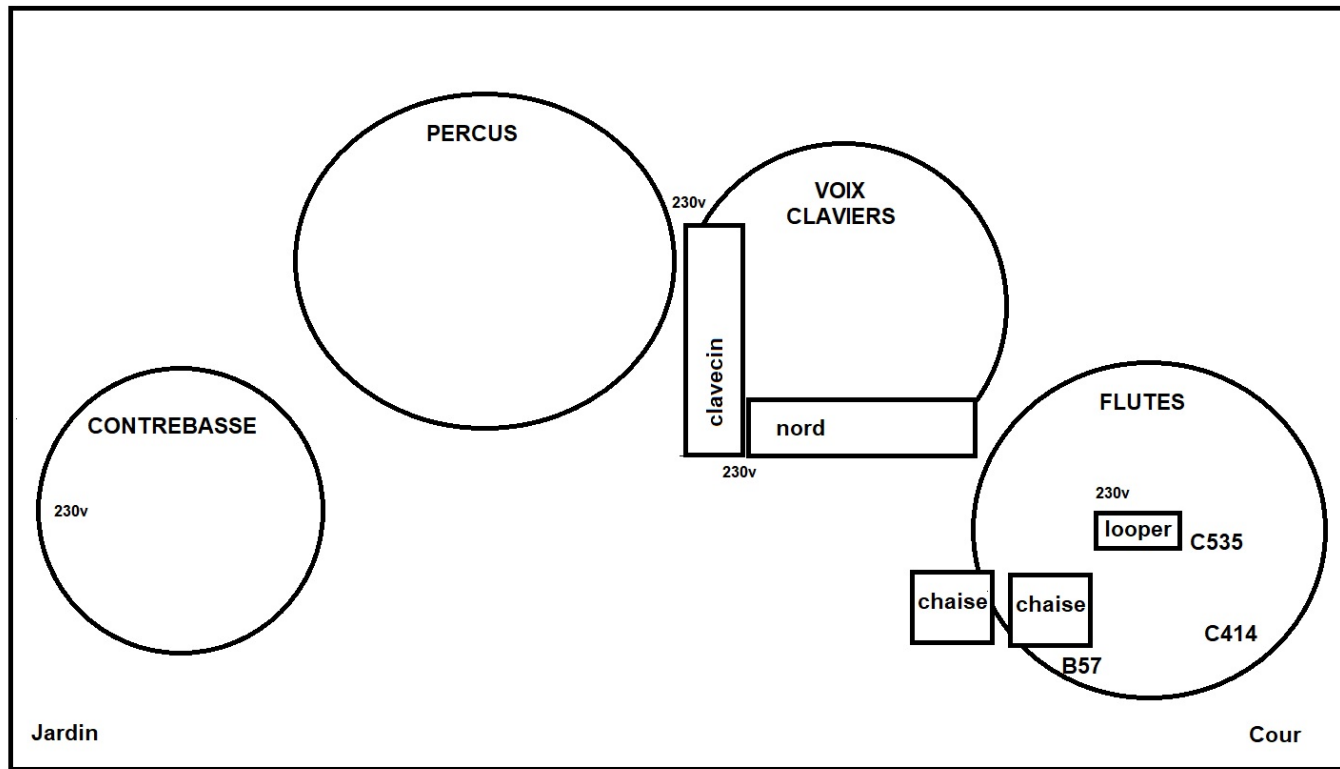 PERCUS
VOIX
CLAVIERS
230v
clavecin
nord
230v
CONTREBASSE
230v
FLUTES
230v
looper
C535
chaise
chaise
C414
B57
Jardin
Cour